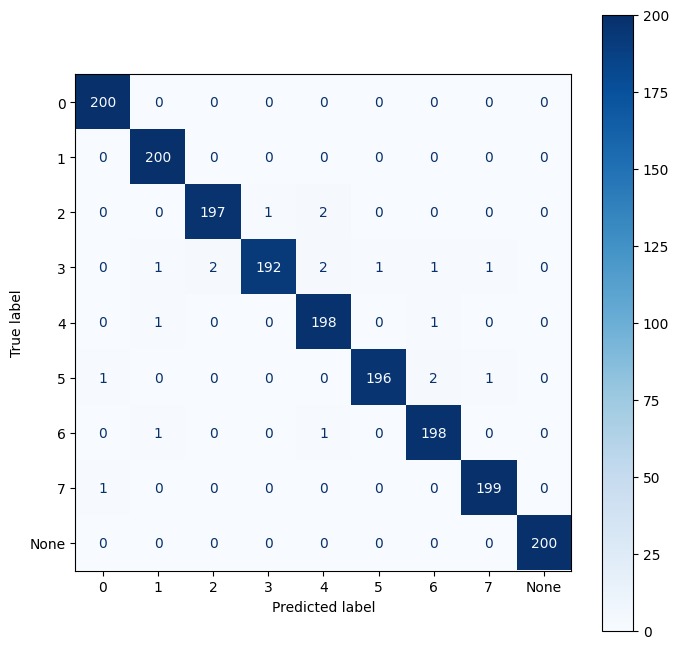 0 200 0 0 0 0 0 0 0 0
1 0 200 0 0 0 0 0 0 0
2 0 0 197 1 2 0 0 0 0
3 0 1 2 192 2 1 1 1 0
4 0 1 0 0 198 0 1 0 0
5 1 0 0 0 0 196 2 1 0
6 0 1 0 0 1 0 198 0 0
7 1 0 0 0 0 0 0 199 0
None 0 0 0 0 0 0 0 0 200
0 1 2 3 4 5 6 7 None
Predicted label
True label
200
175
150
125
100
75
50
25
0